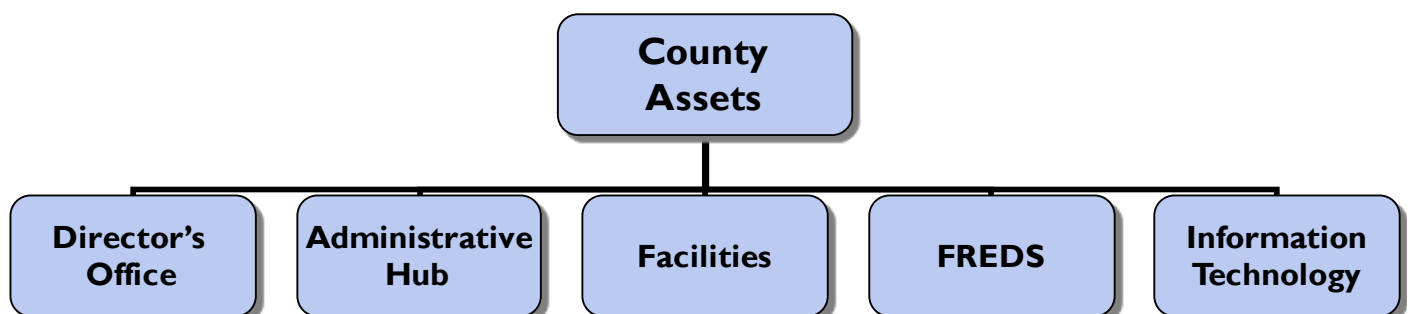 County
Assets
Director’s
Office
Administrative
Hub
Facilities
FREDS
Information
Technology